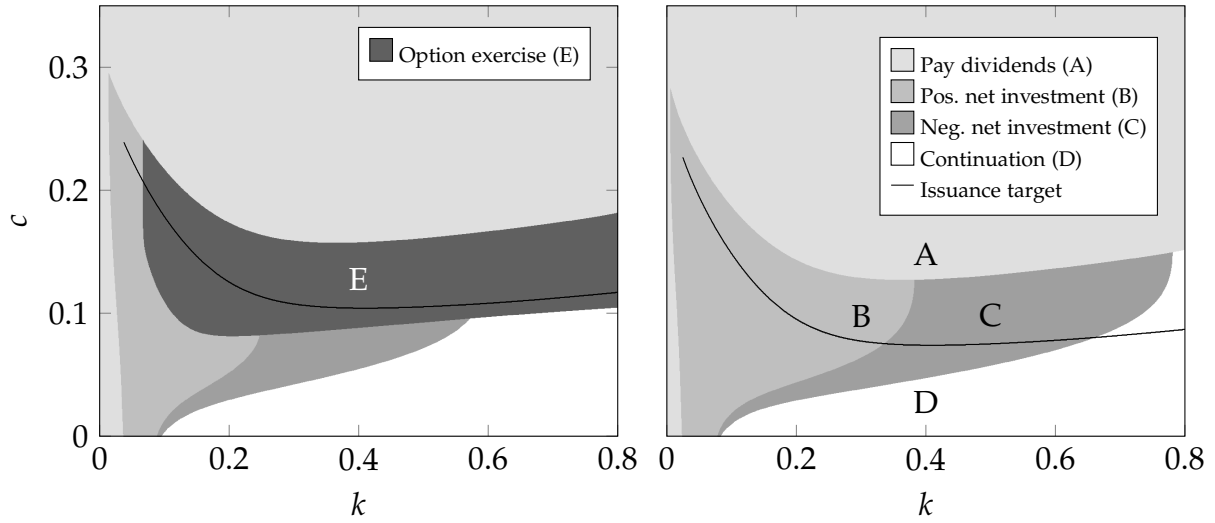 Option exercise (E)
0.3
0.2
0.1
0
c
E
0
0.2
0.4
0.6
0.8
k
Pay dividends (A)
Pos. net investment (B)
Neg. net investment (C)
Continuation (D)
Issuance target
A
B
C
D
0
0.2
0.4
0.6
0.8
k